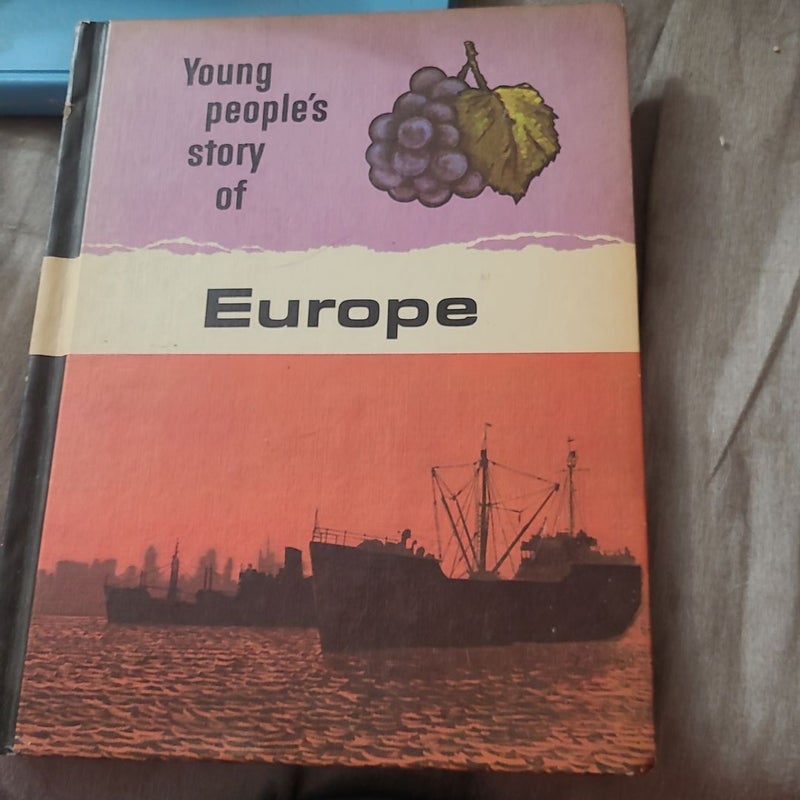 Young
people's
story
of
Europe